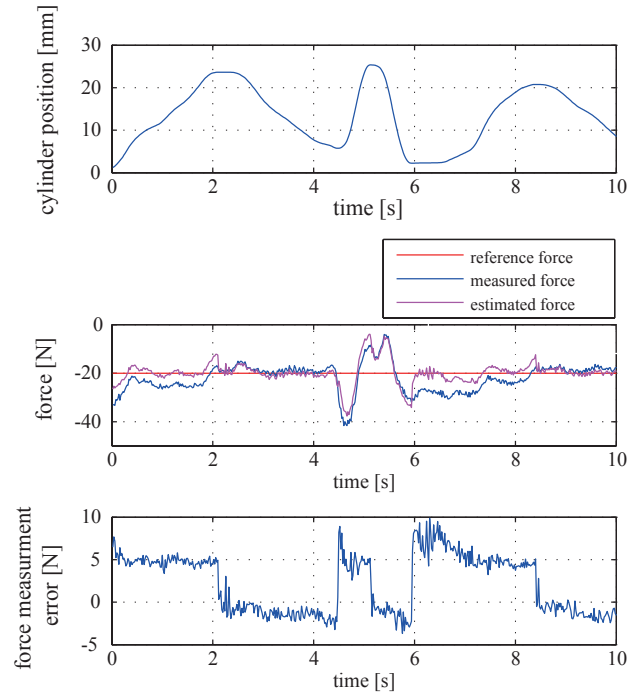 30
20
10
0
cylinder position [mm]
0 2 4 6 8 10
time [s]
reference force
measured force
estimated force
0
-20
-40
force [N]
0 2 4 6 8 10
time [s]
10
5
0
-5
force measurment
error [N]
0 2 4 6 8 10
time [s]